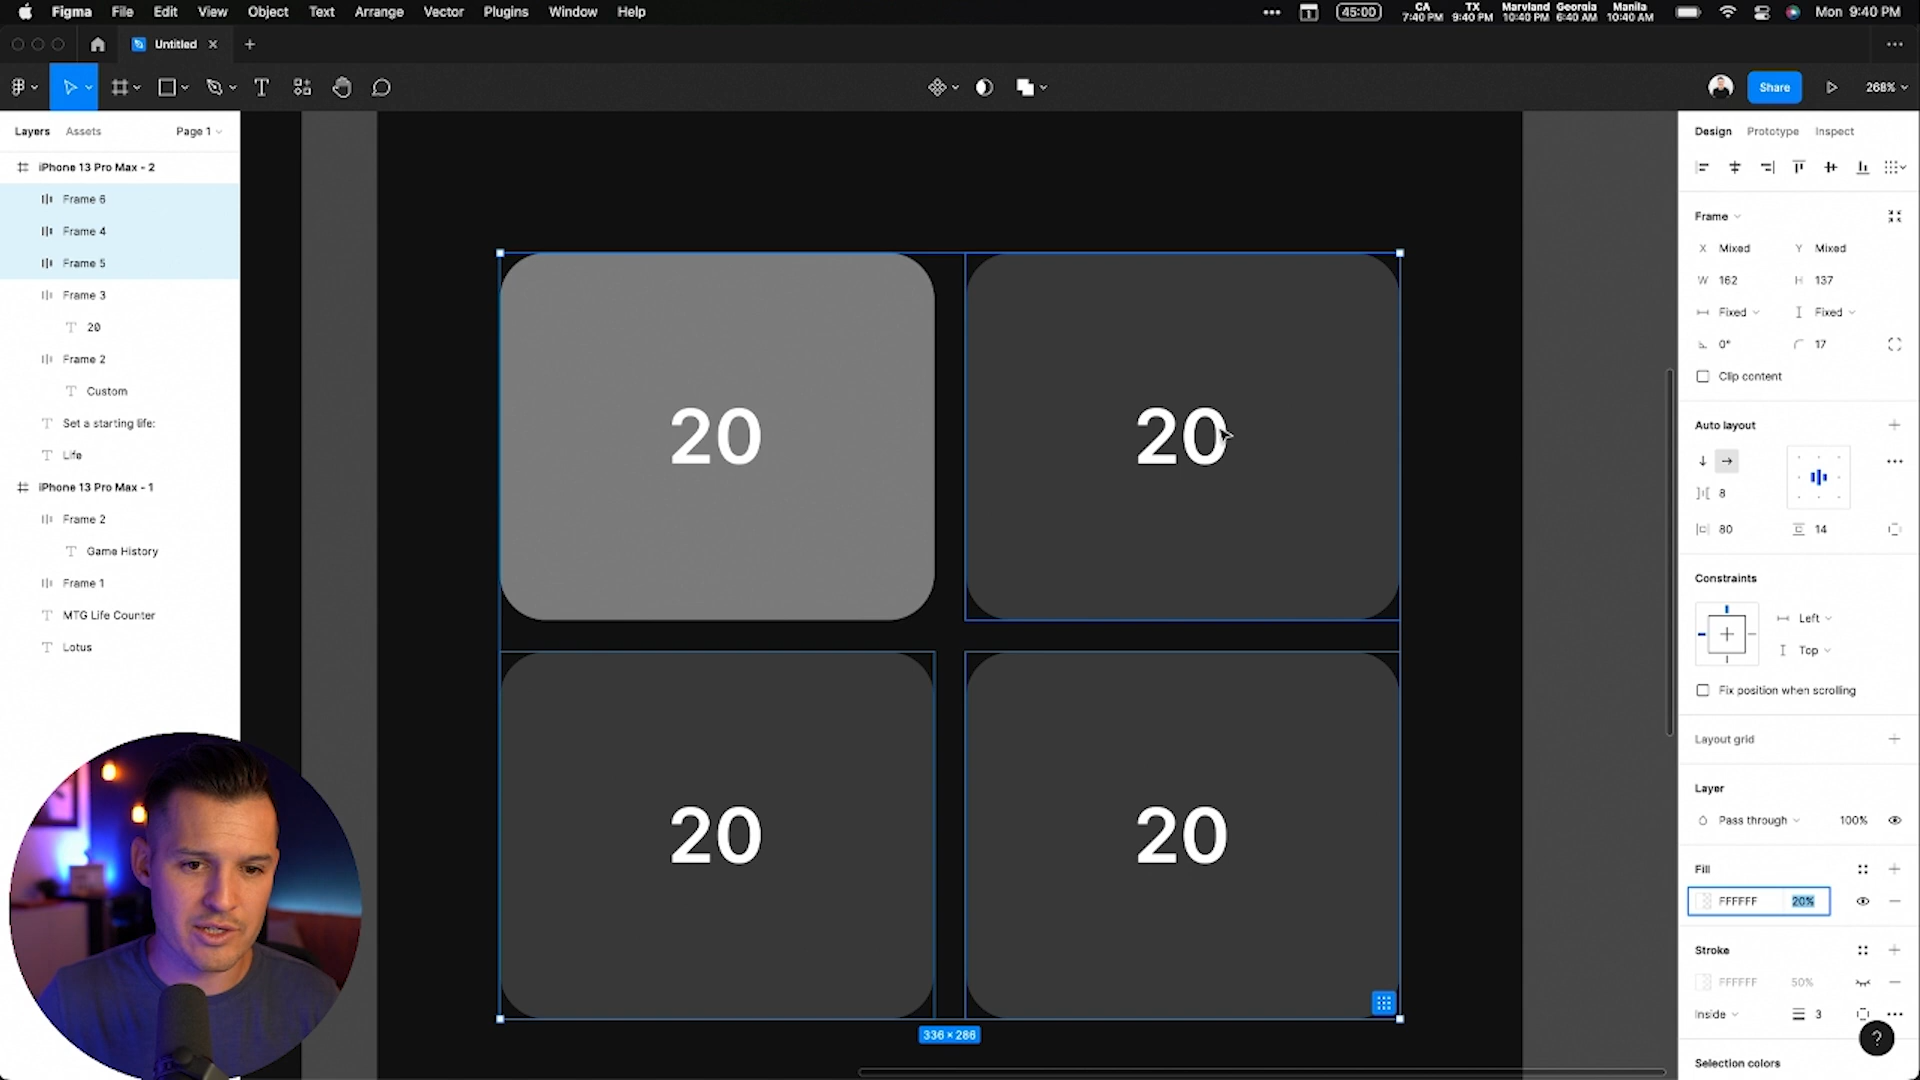 Figma File Edit View Object Text Arrange Vector Plugins Window Help
1 45:00
CA TX Maryland Georgia Manila
7:40 PM 9:40 PM 10:40 PM 6:40 AM 10:40 AM
Mon 9:40 PM
Untitled
Share
268%
Layers Assets Page 1
iPhone 13 Pro Max - 2
Frame 6
Frame 4
Frame 5
Frame 3
20
Frame 2
Custom
Set a starting life:
Life
iPhone 13 Pro Max - 1
Frame 2
Game History
Frame 1
MTG Life Counter
Lotus
20 20
20 20
336 × 286
Design Prototype Inspect
Frame
X Mixed Y Mixed
W 162 H 137
Fixed Fixed
0° 17
Clip content
Auto layout
8
80 14
Constraints
Left
Top
Fix position when scrolling
Layout grid
Layer
Pass through 100%
Fill
FFFFFF 20%
Stroke
FFFFFF 50%
Inside 3
?
Selection colors